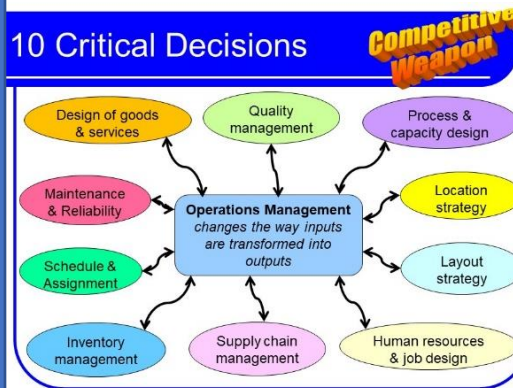 10 Critical Decisions
Competitive
Weapon
Design of goods
& services
Quality
management
Process &
capacity design
Maintenance
& Reliability
Operations Management
changes the way inputs
are transformed into
outputs
Location
strategy
Schedule &
Assignment
Layout
strategy
Inventory
management
Supply chain
management
Human resources
& job design